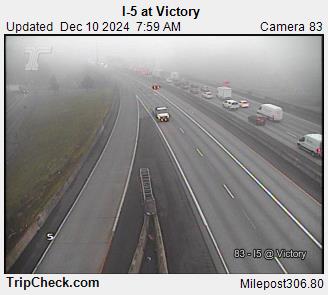 I-5 at Victory
Updated Dec 10 2024 7:59 AM Camera 83
83 - I5 @ Victory
TripCheck.com Milepost306.80